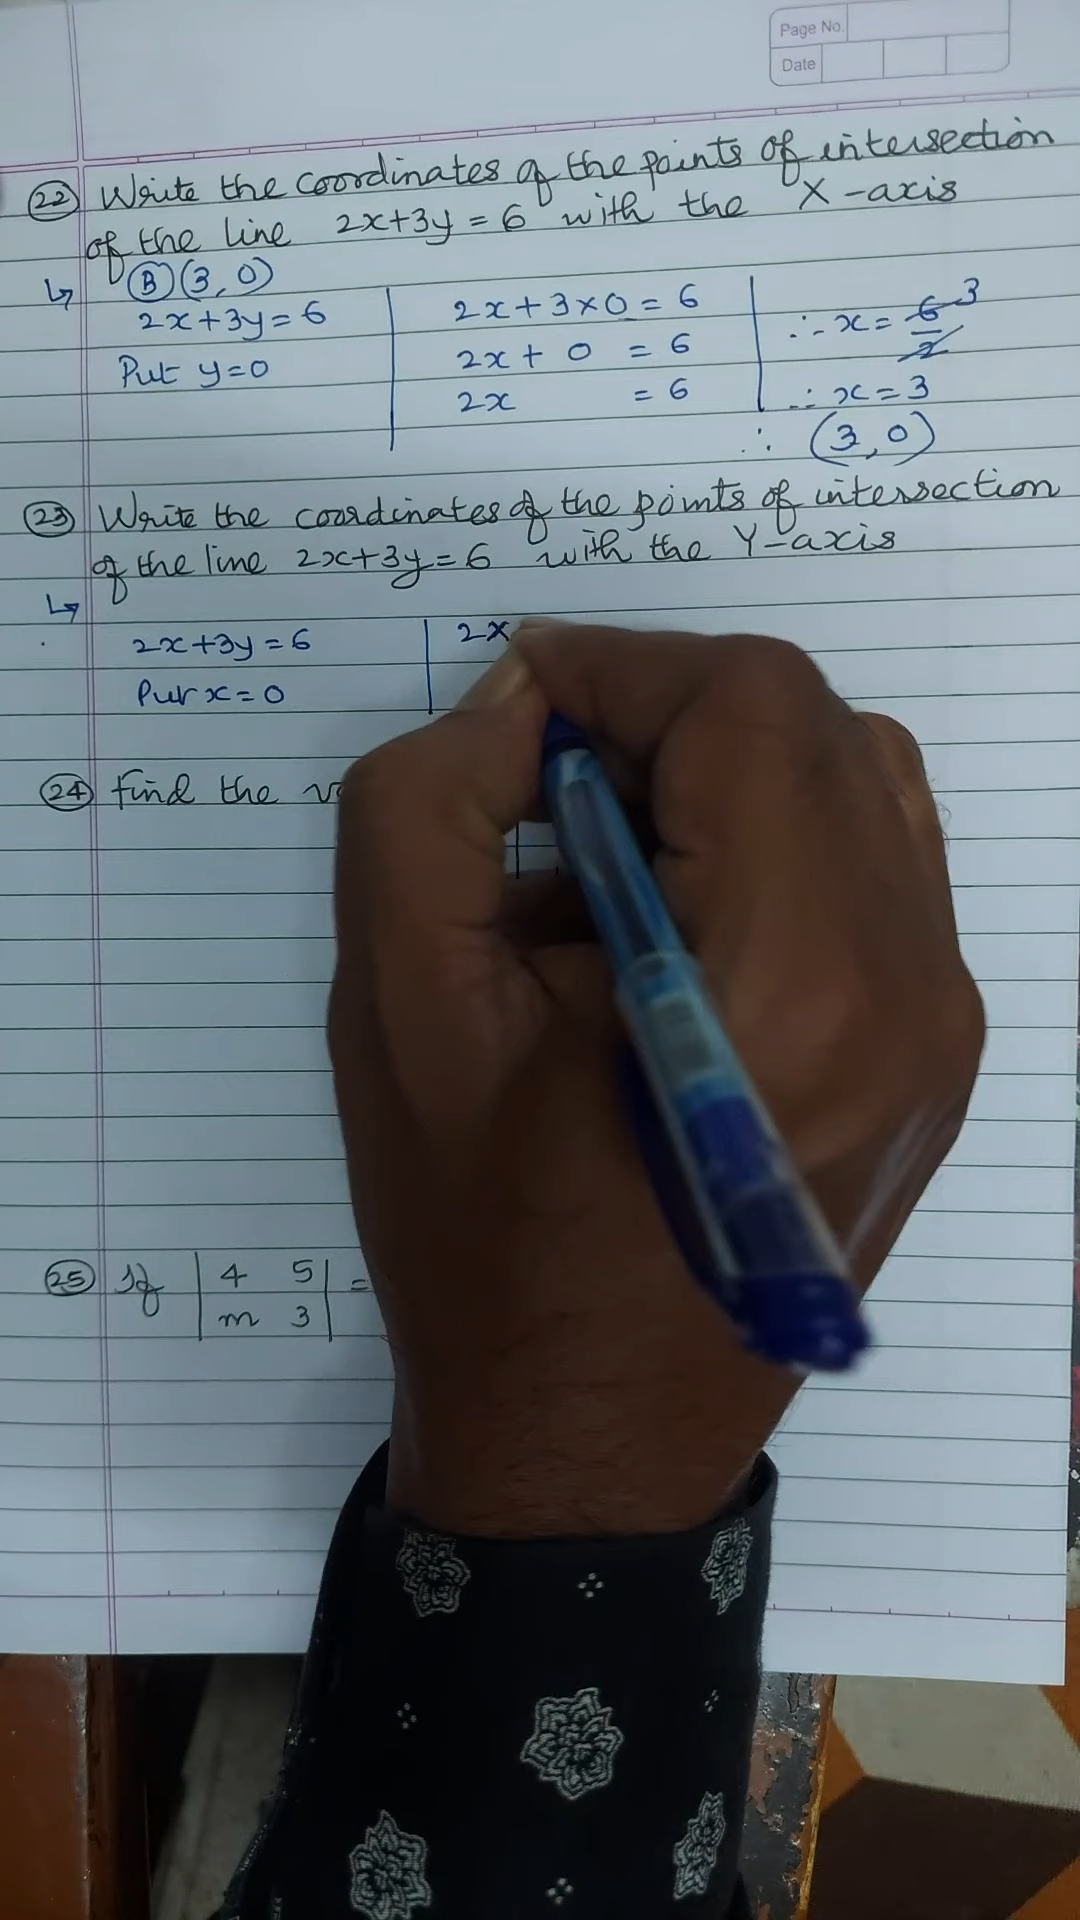 Page No.
Date
22 Write the coordinates of the points of intersection
of the line 2x+3y=6 with the X-axis
↳ B (3, 0)
2x+3y=6
Put y=0
2x+3×0=6
2x+0=6
2x =6
∴ x=6/2 3
∴ x=3
∴ (3,0)
23 Write the coordinates of the points of intersection
of the line 2x+3y=6 with the Y-axis
↳
2x+3y=6
Put x=0
2×
24 Find the
25 If | 4 5 | =
| m 3 |